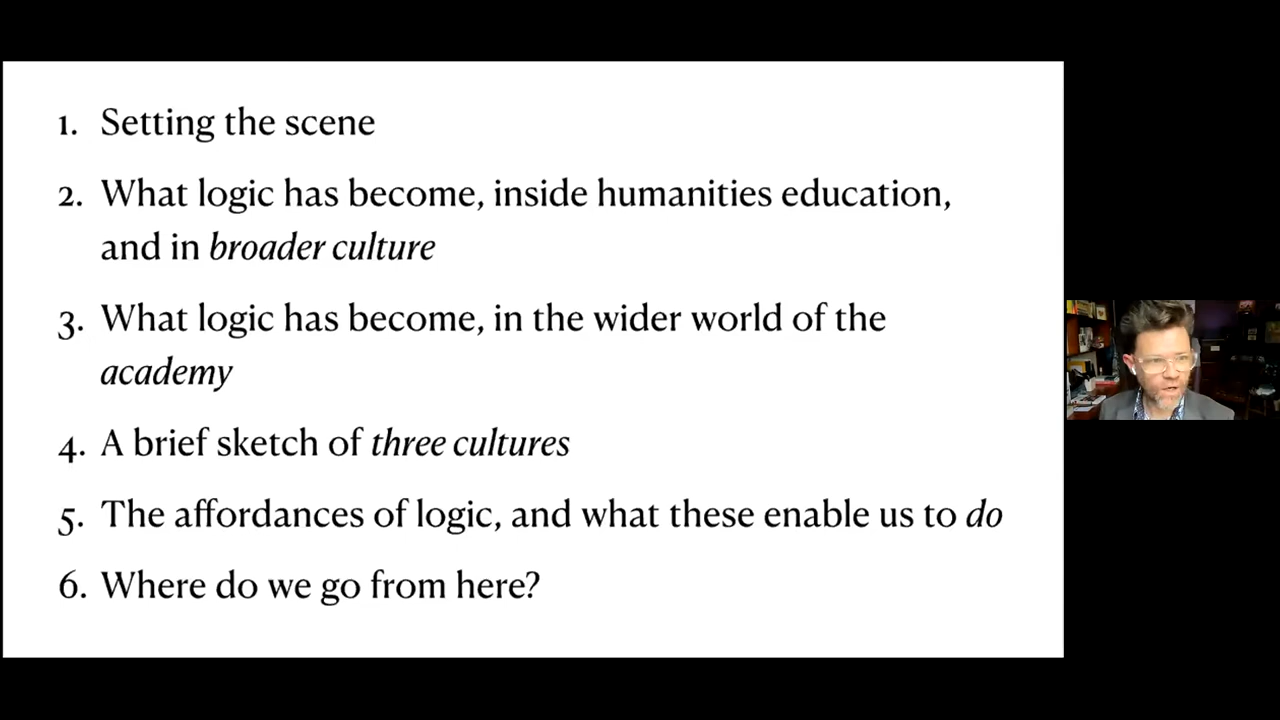 1. Setting the scene
2. What logic has become, inside humanities education,
and in broader culture
3. What logic has become, in the wider world of the
academy
4. A brief sketch of three cultures
5. The affordances of logic, and what these enable us to do
6. Where do we go from here?